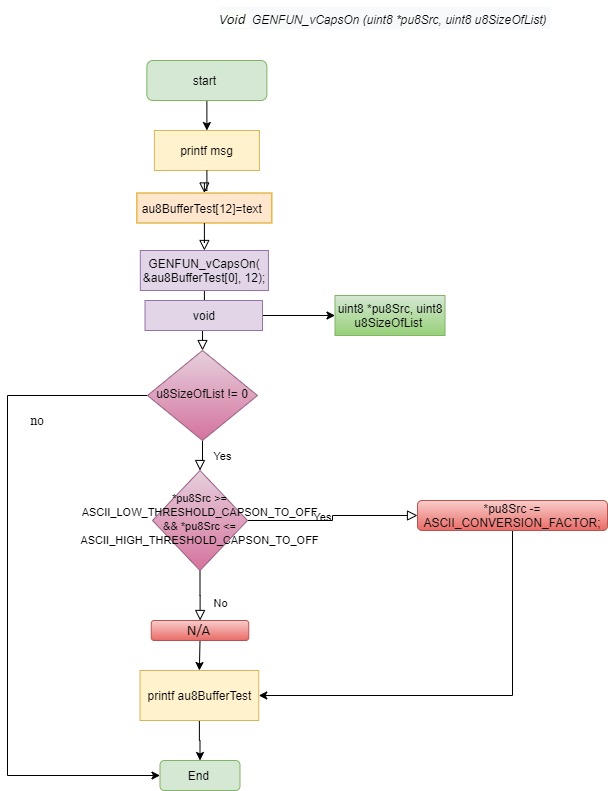 Void GENFUN_vCapsOn (uint8 *pu8Src, uint8 u8SizeOfList)
start
printf msg
au8BufferTest[12]=text
GENFUN_vCapsOn(
&au8BufferTest[0], 12);
void
uint8 *pu8Src, uint8
u8SizeOfList
u8SizeOfList != 0
no
Yes
*pu8Src >=
ASCII_LOW_THRESHOLD_CAPSON_TO_OFF
&& *pu8Src <=
ASCII_HIGH_THRESHOLD_CAPSON_TO_OFF
Yes
*pu8Src -=
ASCII_CONVERSION_FACTOR;
No
N/A
printf au8BufferTest
End